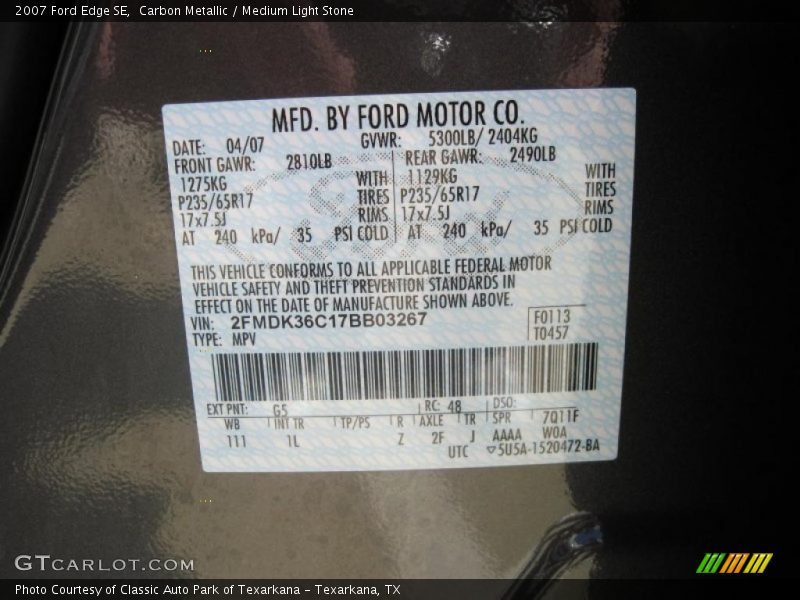 2007 Ford Edge SE,  Carbon Metallic / Medium Light Stone
MFD. BY FORD MOTOR CO.
DATE: 04/07 GVWR: 5300LB/ 2404KG
FRONT GAWR: 2810LB REAR GAWR: 2490LB
1275KG WITH 1129KG WITH
P235/65R17 TIRES P235/65R17 TIRES
17x7.5J RIMS 17x7.5J RIMS
AT 240 kPa/ 35 PSI COLD AT 240 kPa/ 35 PSI COLD
THIS VEHICLE CONFORMS TO ALL APPLICABLE FEDERAL MOTOR
VEHICLE SAFETY AND THEFT PREVENTION STANDARDS IN
EFFECT ON THE DATE OF MANUFACTURE SHOWN ABOVE.
VIN: 2FMDK36C17BB03267 F0113
TYPE: MPV T0457
EXT PNT: G5 RC: 48 DSO:
WB INT TR TP/PS R AXLE TR SPR 7Q11F
111 1L Z 2F J AAAA W0A
UTC ▽5U5A-1520472-BA
GTCARLOT.COM
Photo Courtesy of Classic Auto Park of Texarkana - Texarkana, TX